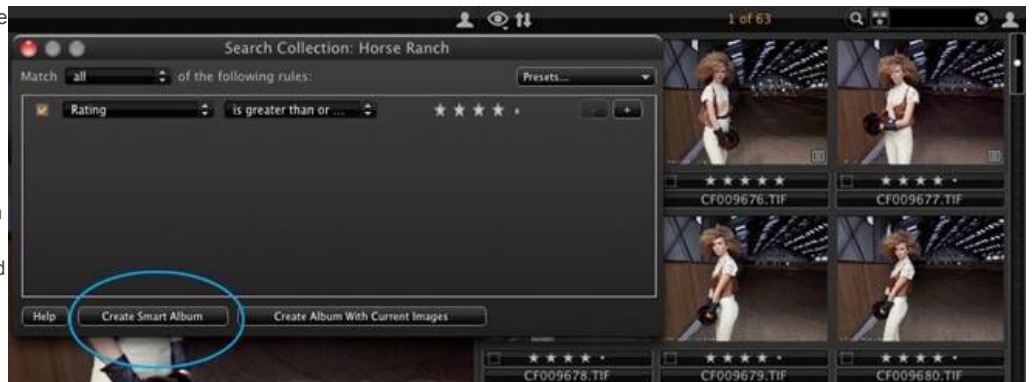 1 of 63
Search Collection: Horse Ranch
Match all of the following rules:
Presets...
Rating is greater than or ...
- +
CF009676.TIF
CF009677.TIF
Help
Create Smart Album
Create Album With Current Images
CF009678.TIF
CF009679.TIF
CF009680.TIF